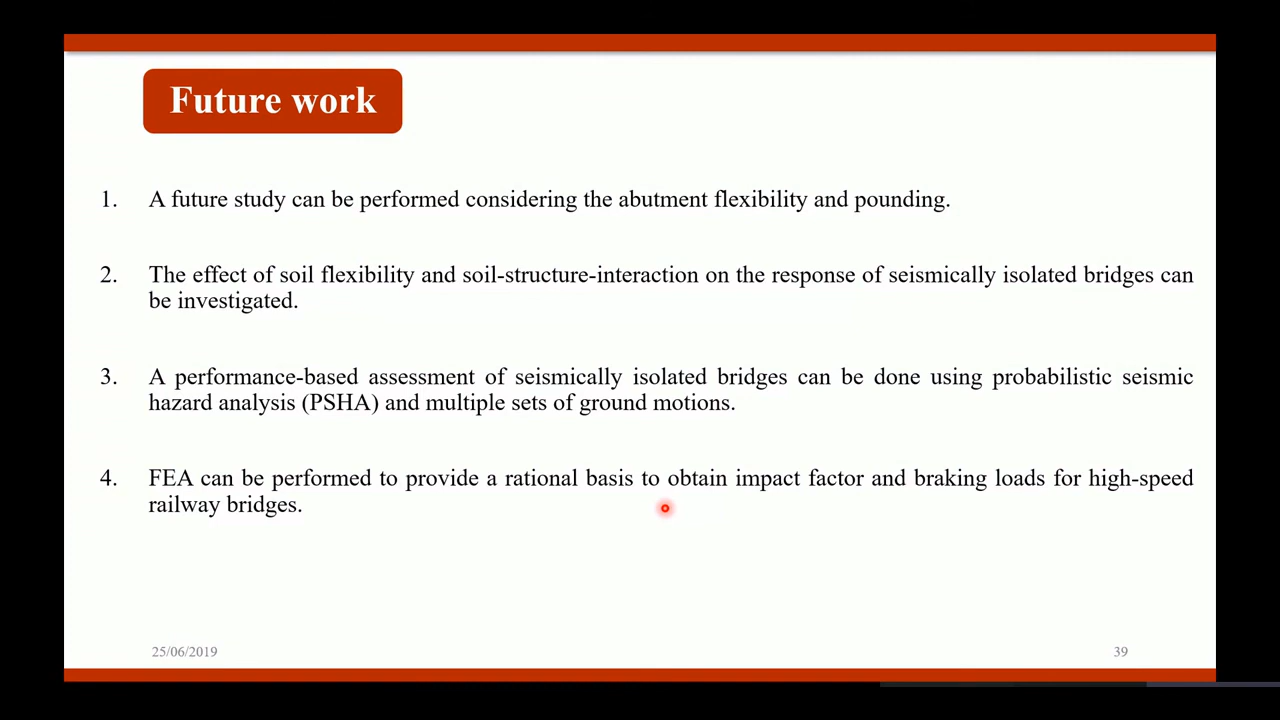 Future work
1. A future study can be performed considering the abutment flexibility and pounding.
2. The effect of soil flexibility and soil-structure-interaction on the response of seismically isolated bridges can
be investigated.
3. A performance-based assessment of seismically isolated bridges can be done using probabilistic seismic
hazard analysis (PSHA) and multiple sets of ground motions.
4. FEA can be performed to provide a rational basis to obtain impact factor and braking loads for high-speed
railway bridges.
25/06/2019
39